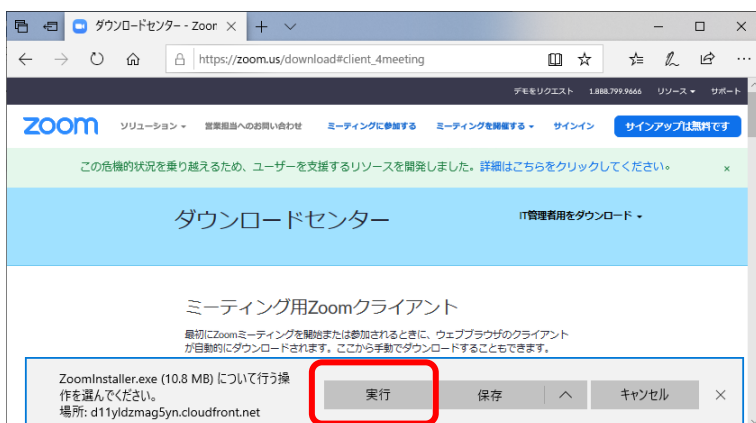 ダウンロードセンター - Zoor
https://zoom.us/download#client_4meeting
デモをリクエスト 1.888.799.9666 リソース サポート
zoom ソリューション 営業担当へのお問い合わせ ミーティングに参加する ミーティングを開催する サインイン サインアップは無料です
この危機的状況を乗り越えるため、ユーザーを支援するリソースを開発しました。詳細はこちらをクリックしてください。
ダウンロードセンター IT管理者用をダウンロード
ミーティング用Zoomクライアント
最初にZoomミーティングを開始または参加されるときに、ウェブブラウザのクライアント
が自動的にダウンロードされます。ここから手動でダウンロードすることもできます。
ZoomInstaller.exe (10.8 MB) について行う操
作を選んでください。
場所: d11yldzmag5yn.cloudfront.net
実行 保存 キャンセル